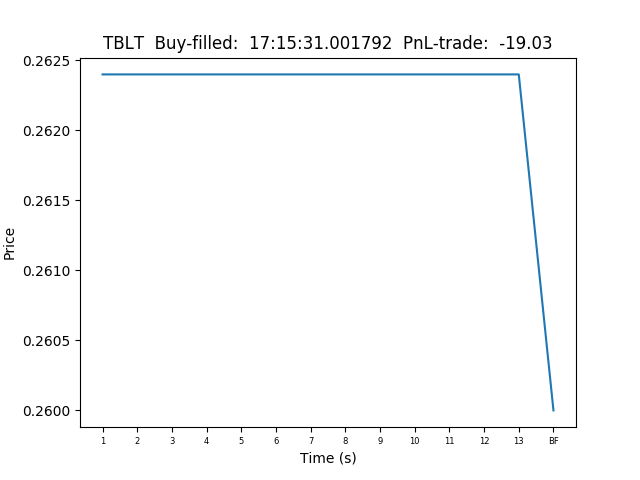 TBLT  Buy-filled:  17:15:31.001792  PnL-trade:  -19.03
0.2625
0.2620
0.2615
0.2610
0.2605
0.2600
Price
1 2 3 4 5 6 7 8 9 10 11 12 13 BF
Time (s)